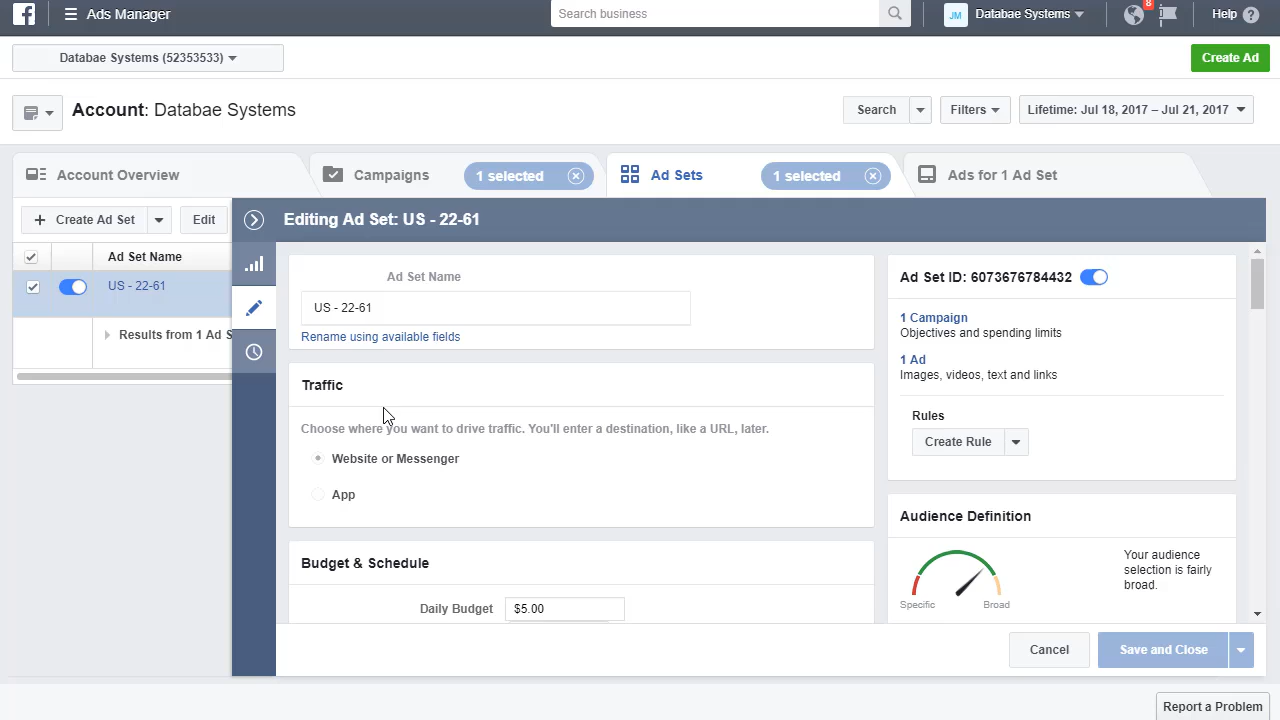 Ads Manager
Search business
JM
Databae Systems
8
Help
Databae Systems (52353533)
Create Ad
Account: Databae Systems
Search
Filters
Lifetime: Jul 18, 2017 – Jul 21, 2017
Account Overview
Campaigns
1 selected
Ad Sets
1 selected
Ads for 1 Ad Set
+ Create Ad Set
Edit
Ad Set Name
US - 22-61
Results from 1 Ad S
Editing Ad Set: US - 22-61
Ad Set Name
US - 22-61
Rename using available fields
Traffic
Choose where you want to drive traffic. You'll enter a destination, like a URL, later.
Website or Messenger
App
Budget & Schedule
Daily Budget
$5.00
Ad Set ID: 6073676784432
1 Campaign
Objectives and spending limits
1 Ad
Images, videos, text and links
Rules
Create Rule
Audience Definition
Specific
Broad
Your audience
selection is fairly
broad.
Cancel
Save and Close
Report a Problem